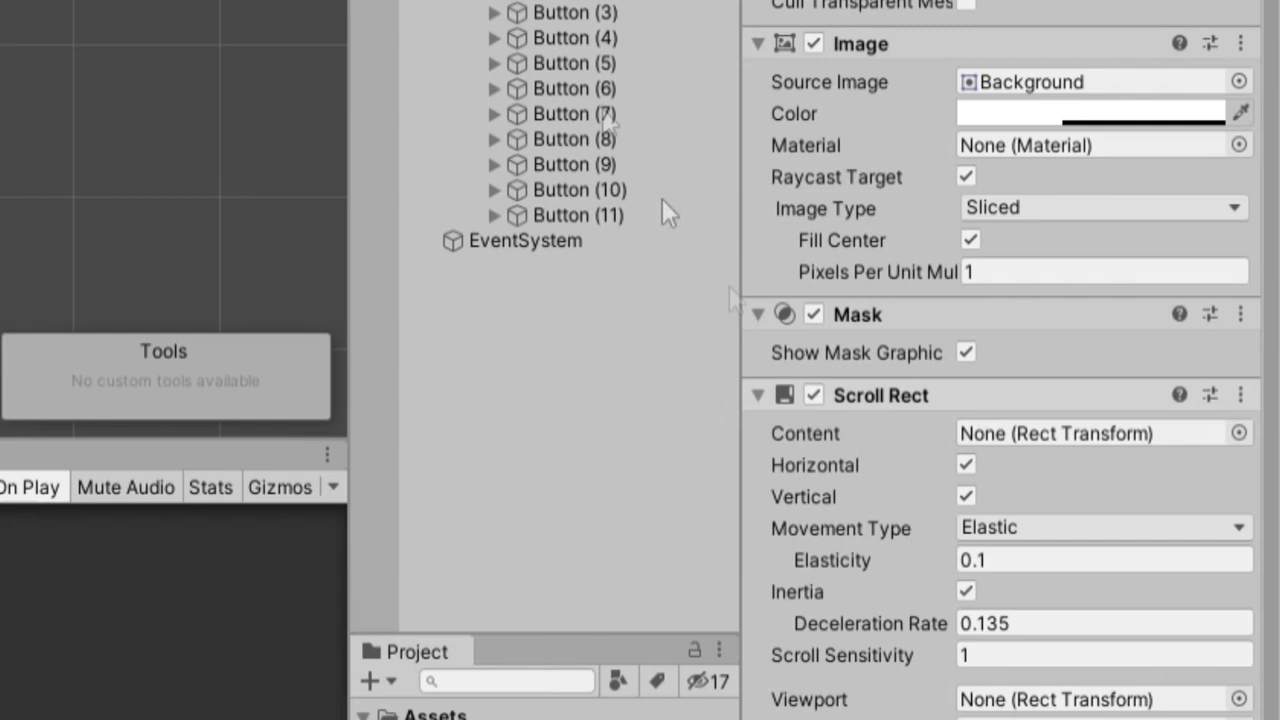 Button (3)
Button (4)
Button (5)
Button (6)
Button (7)
Button (8)
Button (9)
Button (10)
Button (11)
EventSystem
Tools
No custom tools available
On Play
Mute Audio
Stats
Gizmos
Project
17
Assets
Cull Transparent Mes
Image
Source Image
Background
Color
Material
None (Material)
Raycast Target
Image Type
Sliced
Fill Center
Pixels Per Unit Mul
1
Mask
Show Mask Graphic
Scroll Rect
Content
None (Rect Transform)
Horizontal
Vertical
Movement Type
Elastic
Elasticity
0.1
Inertia
Deceleration Rate
0.135
Scroll Sensitivity
1
Viewport
None (Rect Transform)